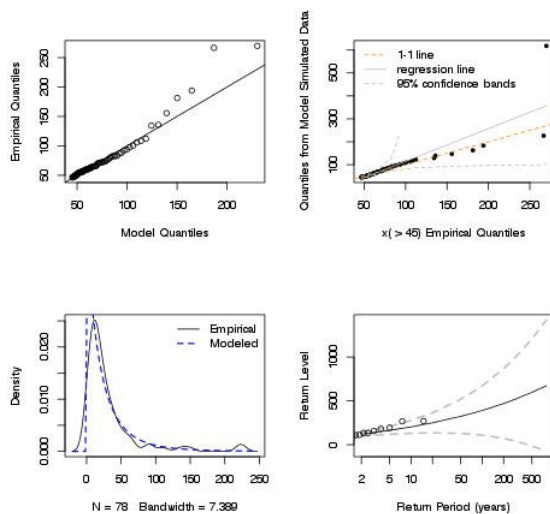 Empirical Quantiles
50 100 150 200 250
50 100 150 200
Model Quantiles
Quantiles from Model Simulated Data
100 300 500
1-1 line
regression line
95% confidence bands
50 100 150 200 250
x( > 45) Empirical Quantiles
Density
0.000 0.010 0.020
Empirical
Modeled
0 50 100 150 200 250
N = 78 Bandwidth = 7.389
Return Level
0 500 1000
2 5 10 50 200 500
Return Period (years)